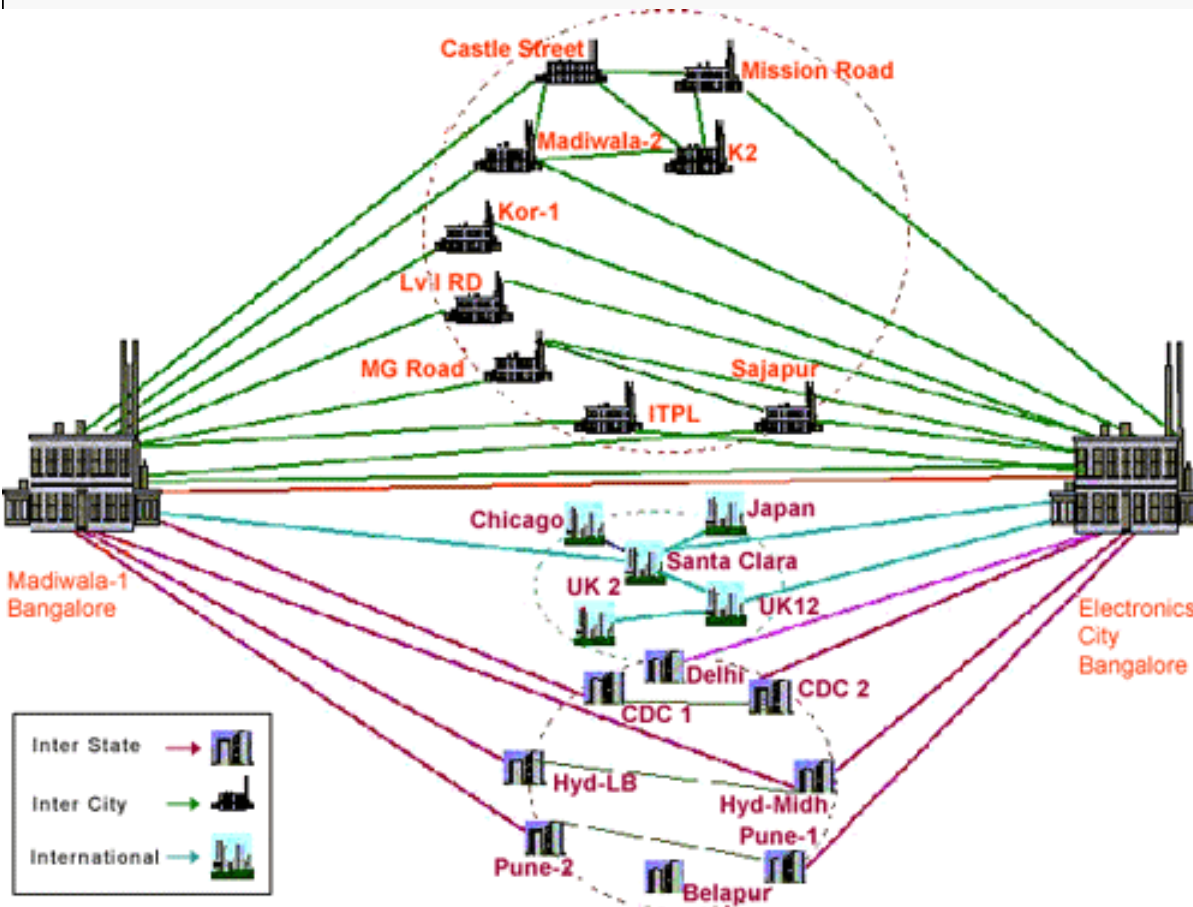 Castle Street
Mission Road
Madiwala-2
K2
Kor-1
Lvl RD
MG Road
Sajapur
ITPL
Chicago
Japan
Santa Clara
UK 2
UK12
Madiwala-1
Bangalore
Electronics
City
Bangalore
Delhi
CDC 1
CDC 2
Hyd-LB
Hyd-Midh
Pune-1
Pune-2
Belapur
Inter State
Inter City
International